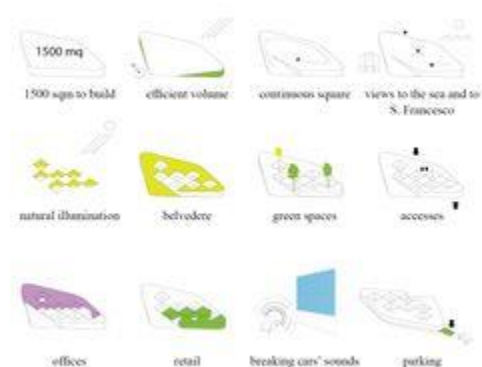 1500 mq
1500 sqm to build
efficient volume
continuous square
views to the sea and to
S. Francesco
natural illumination
belvedere
green spaces
accesses
offices
retail
breaking cars' sounds
parking